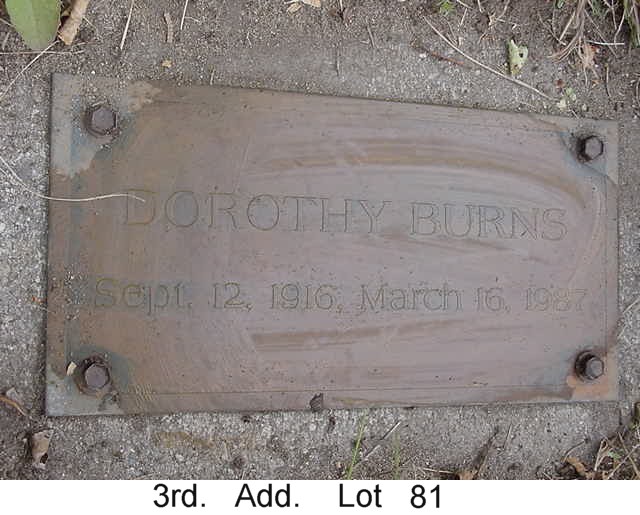 DOROTHY BURNS
Sept. 12, 1916, March 16, 1987
3rd. Add. Lot 81